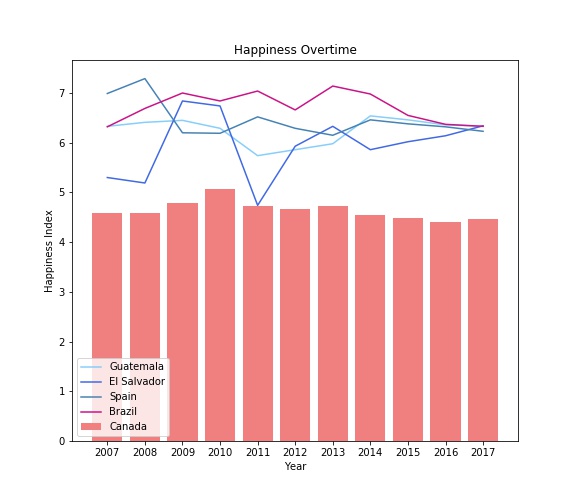 Happiness Overtime
Happiness Index
7
6
5
4
3
2
1
0
Guatemala
El Salvador
Spain
Brazil
Canada
2007 2008 2009 2010 2011 2012 2013 2014 2015 2016 2017
Year